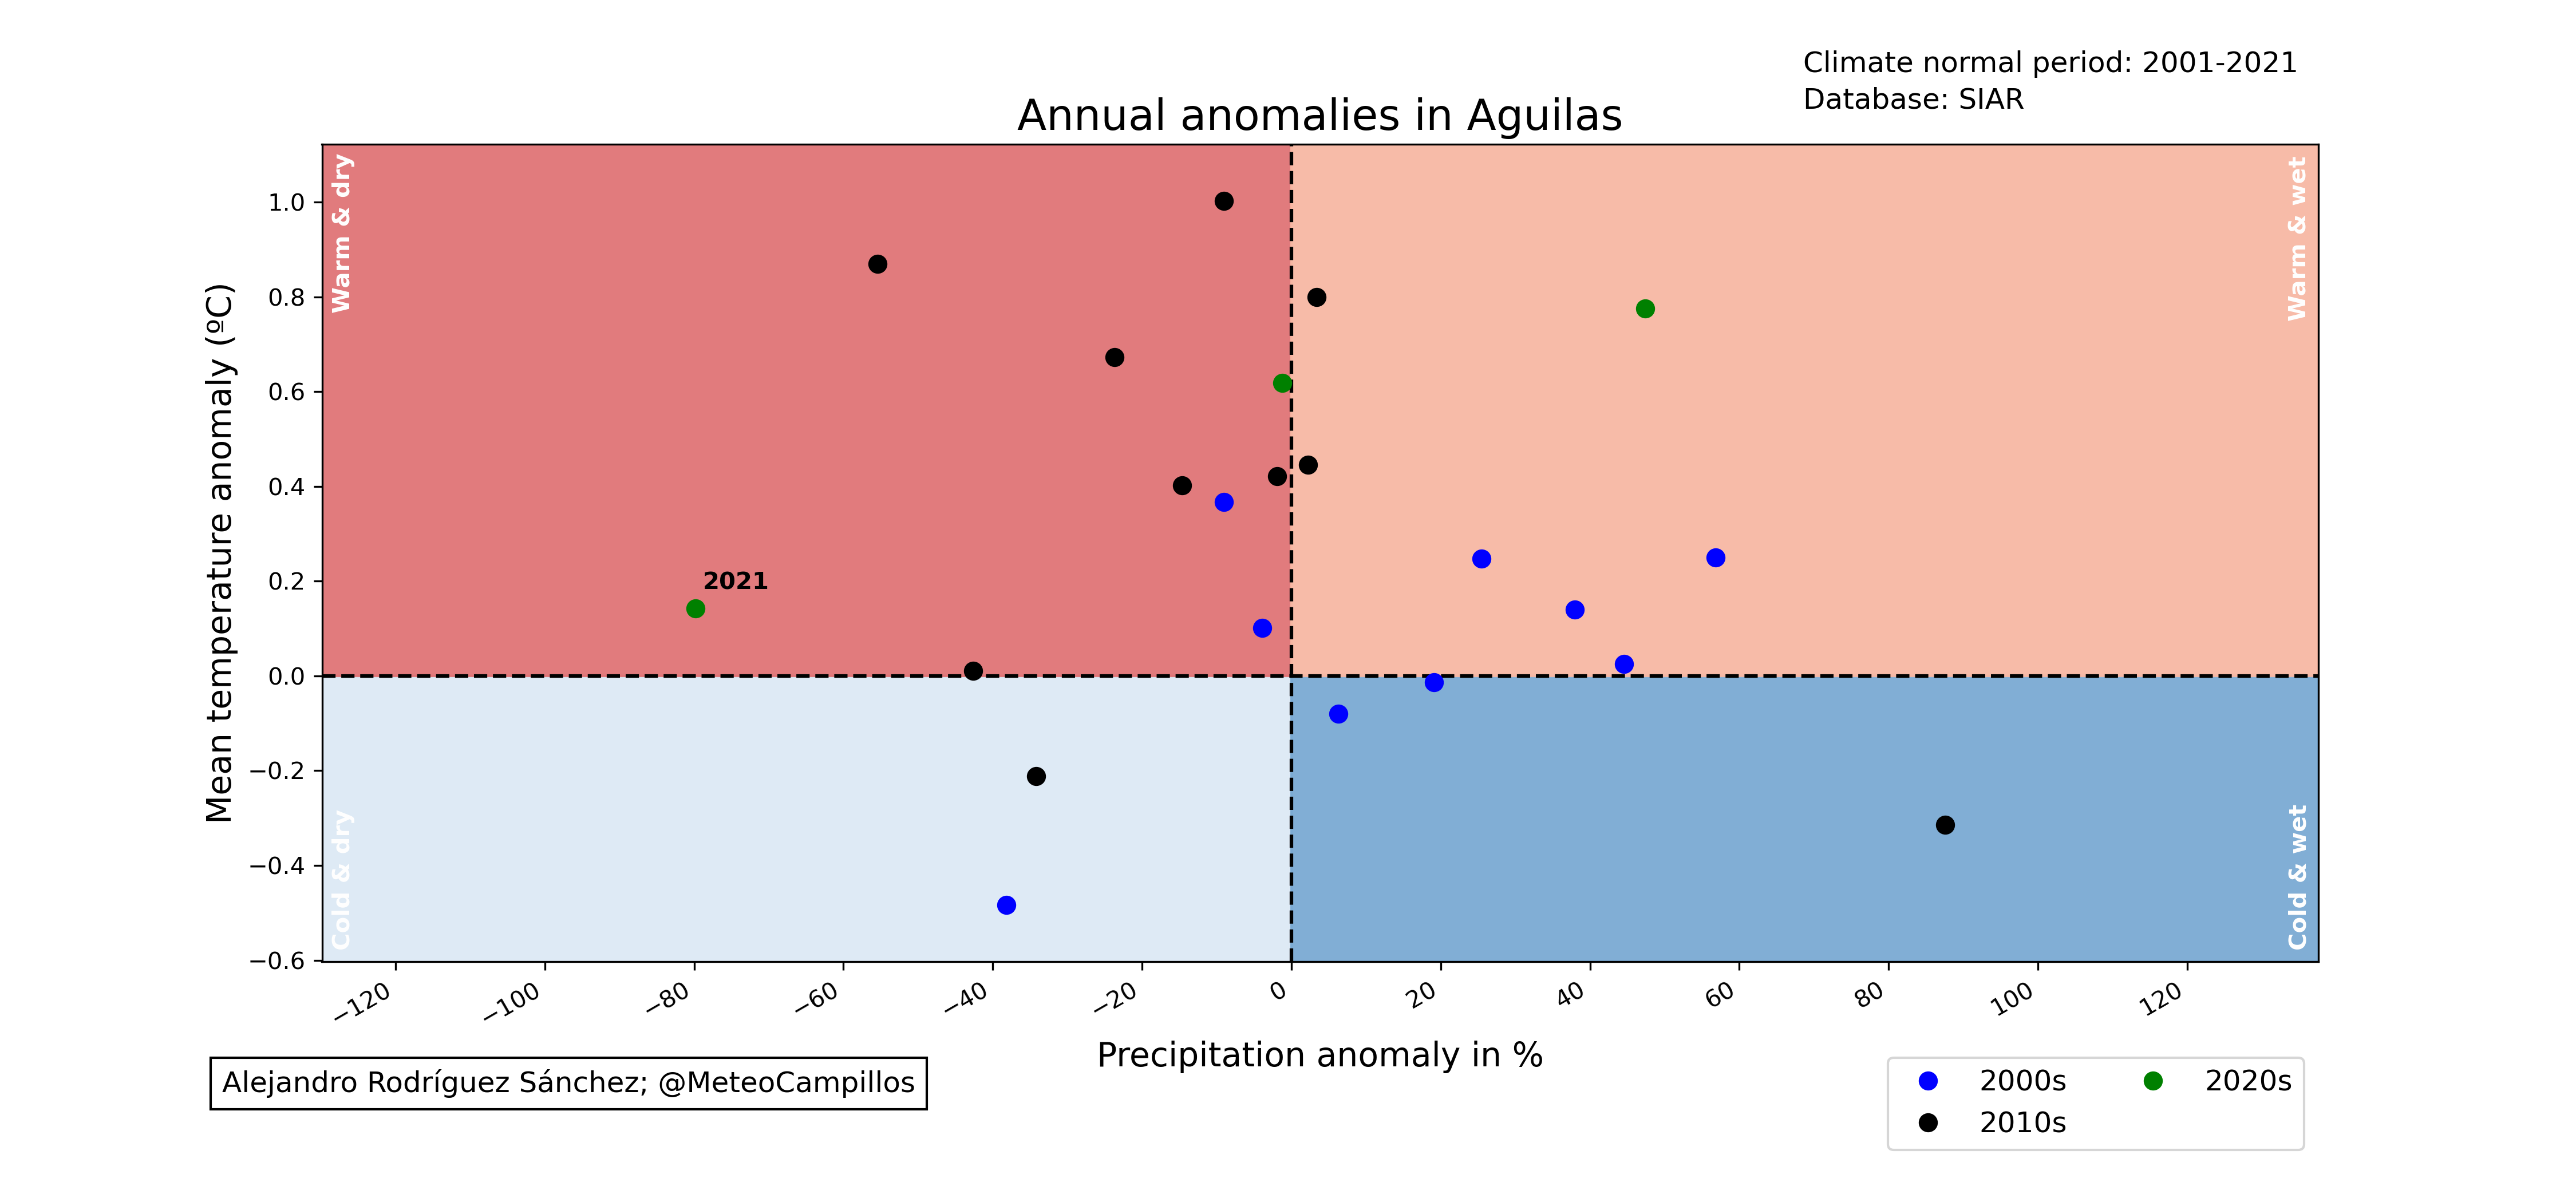 Climate normal period: 2001-2021
Database: SIAR
Annual anomalies in Aguilas
Warm & dry
Warm & wet
Mean temperature anomaly (ºC)
1.0
0.8
0.6
0.4
0.2
0.0
−0.2
−0.4
−0.6
2021
Cold & dry
Cold & wet
−120
−100
−80
−60
−40
−20
0
20
40
60
80
100
120
Precipitation anomaly in %
Alejandro Rodríguez Sánchez; @MeteoCampillos
2000s
2010s
2020s